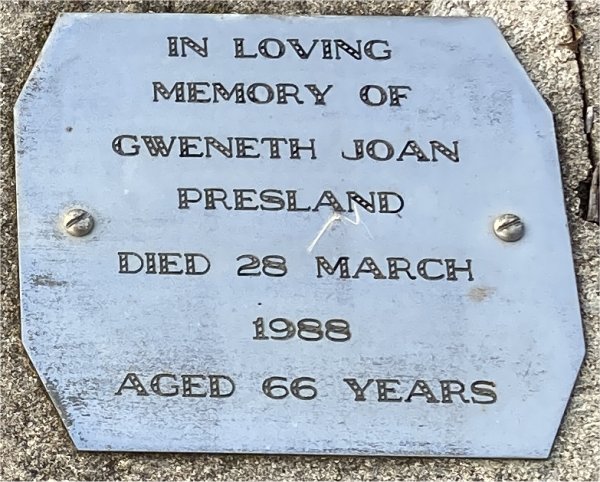 IN LOVING
MEMORY OF
GWENETH JOAN
PRESLAND
DIED 28 MARCH
1988
AGED 66 YEARS